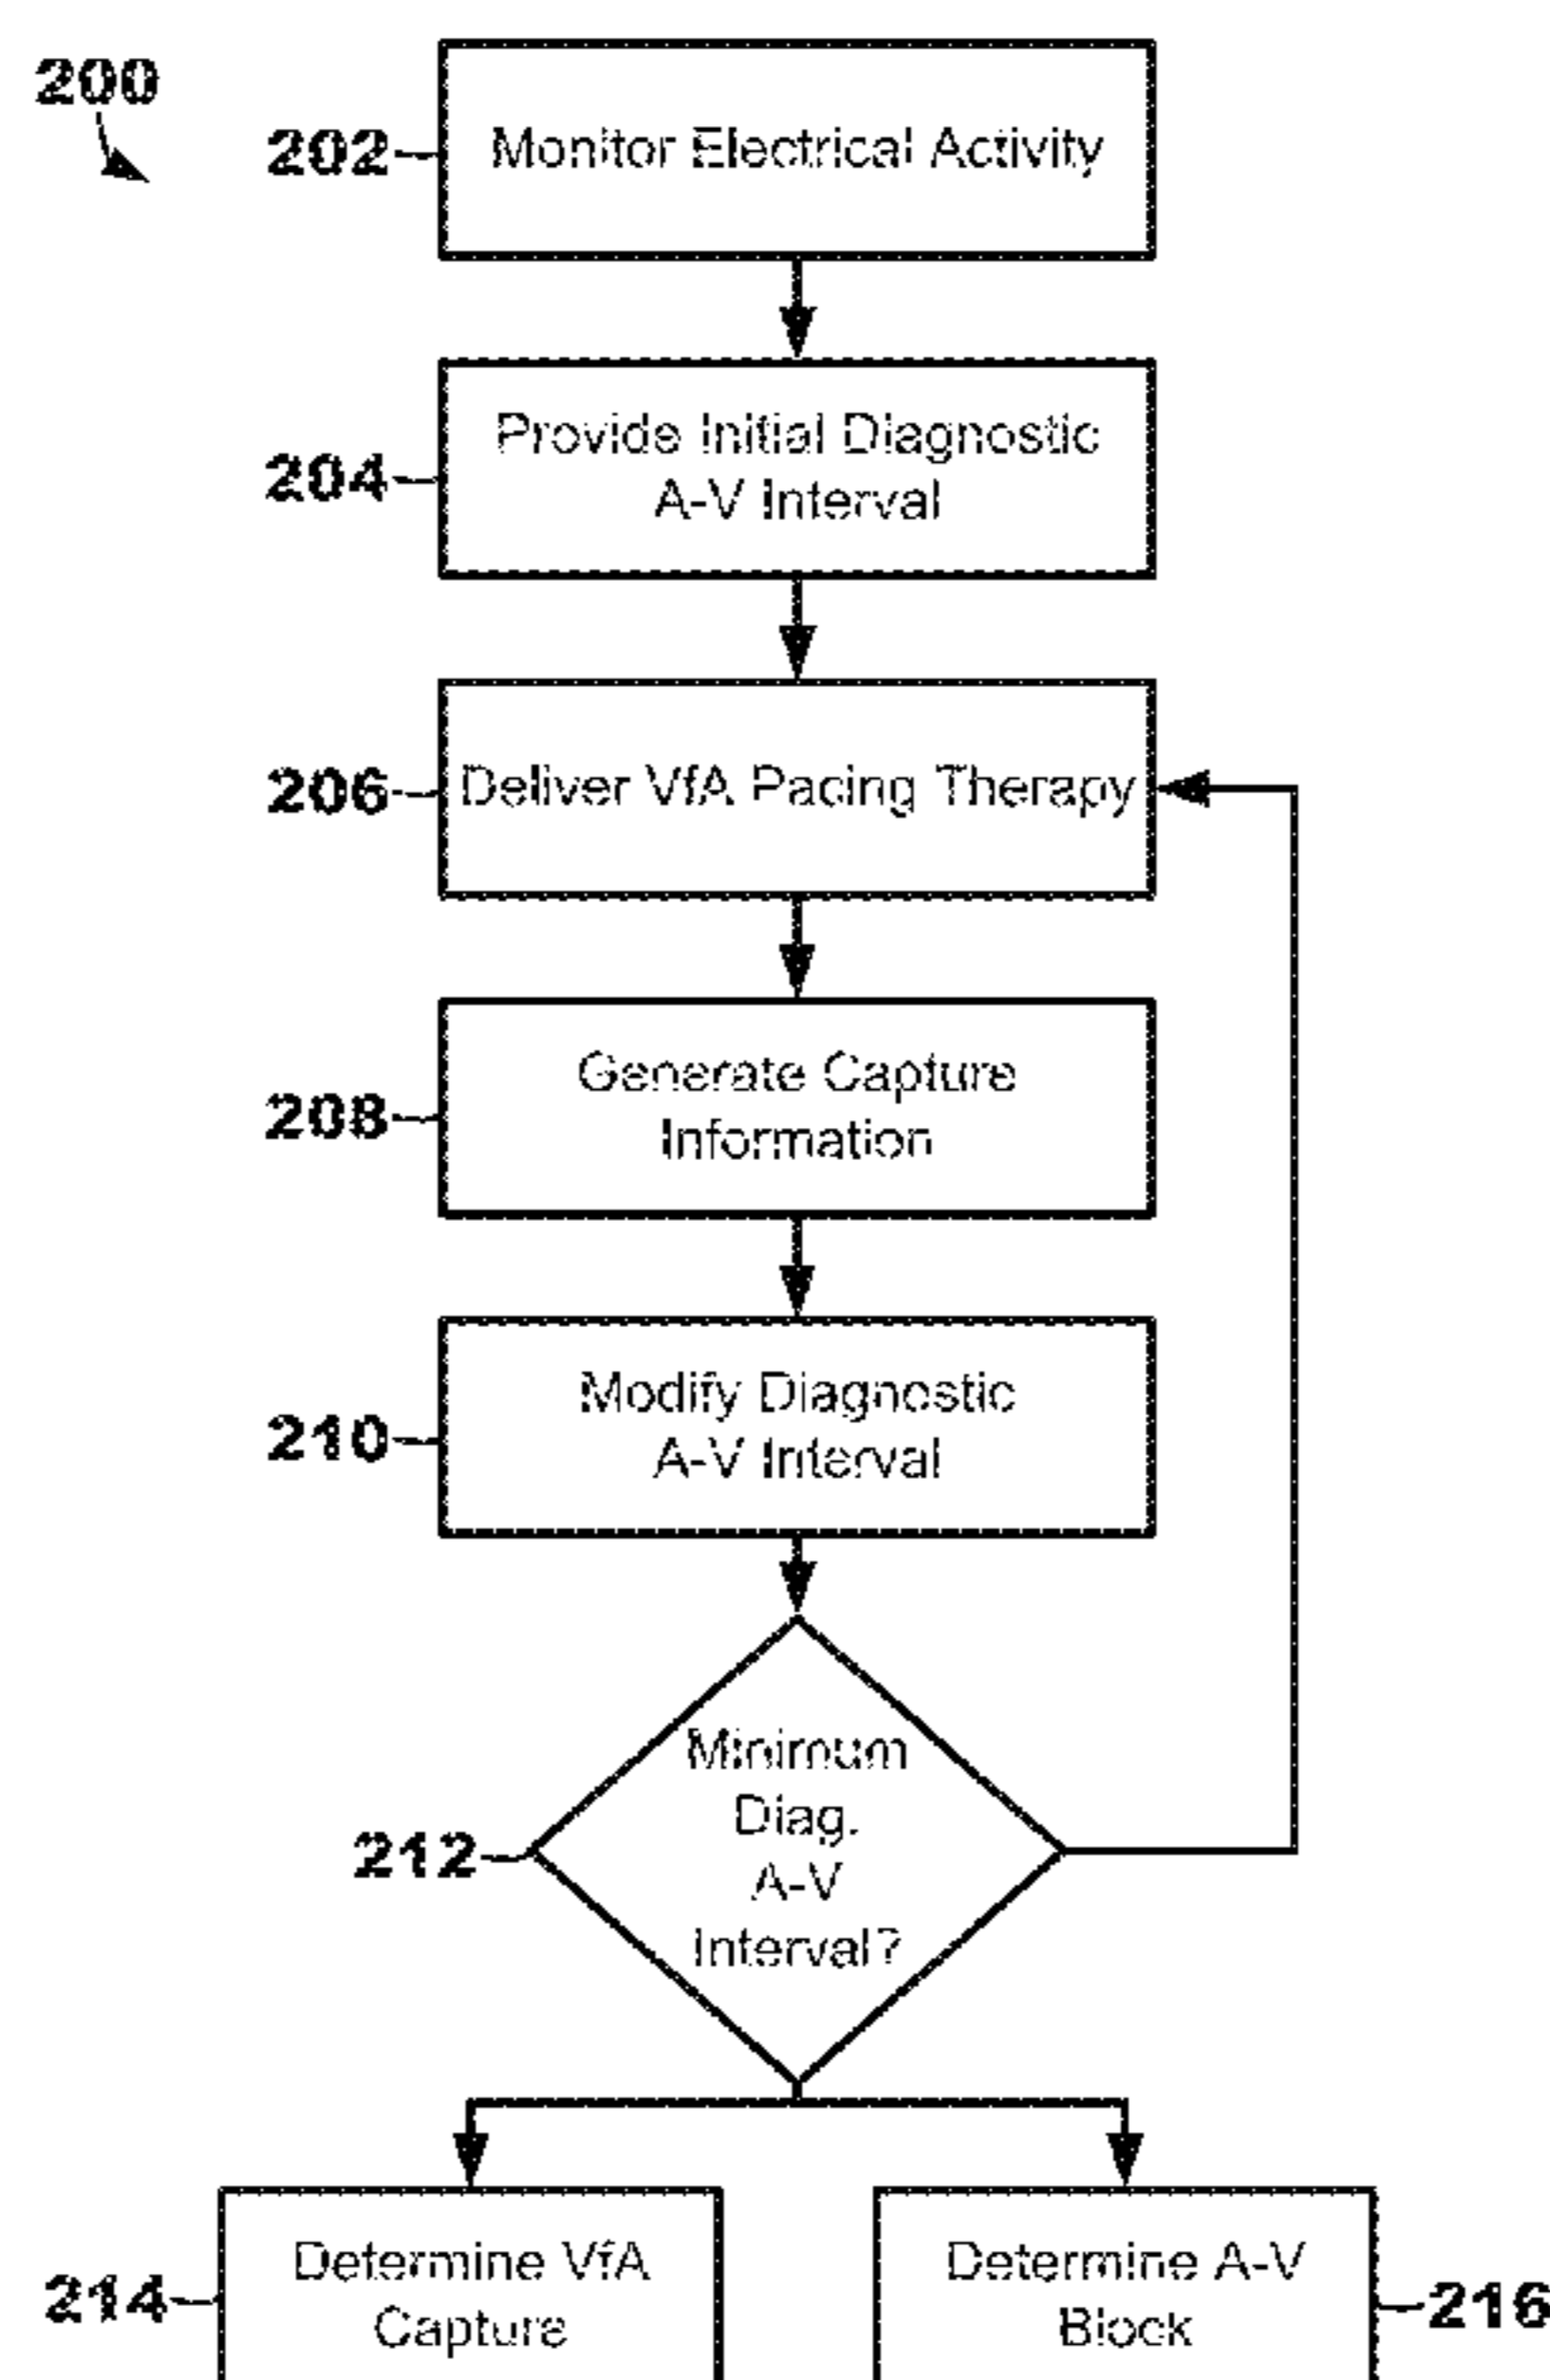 200
202
Monitor Electrical Activity
204
Provide Initial Diagnostic
A-V Interval
206
Deliver VfA Pacing Therapy
208
Generate Capture
Information
210
Modify Diagnostic
A-V Interval
212
Minimum
Diag.
A-V
Interval?
214
Determine VfA
Capture
Determine A-V
Block
216